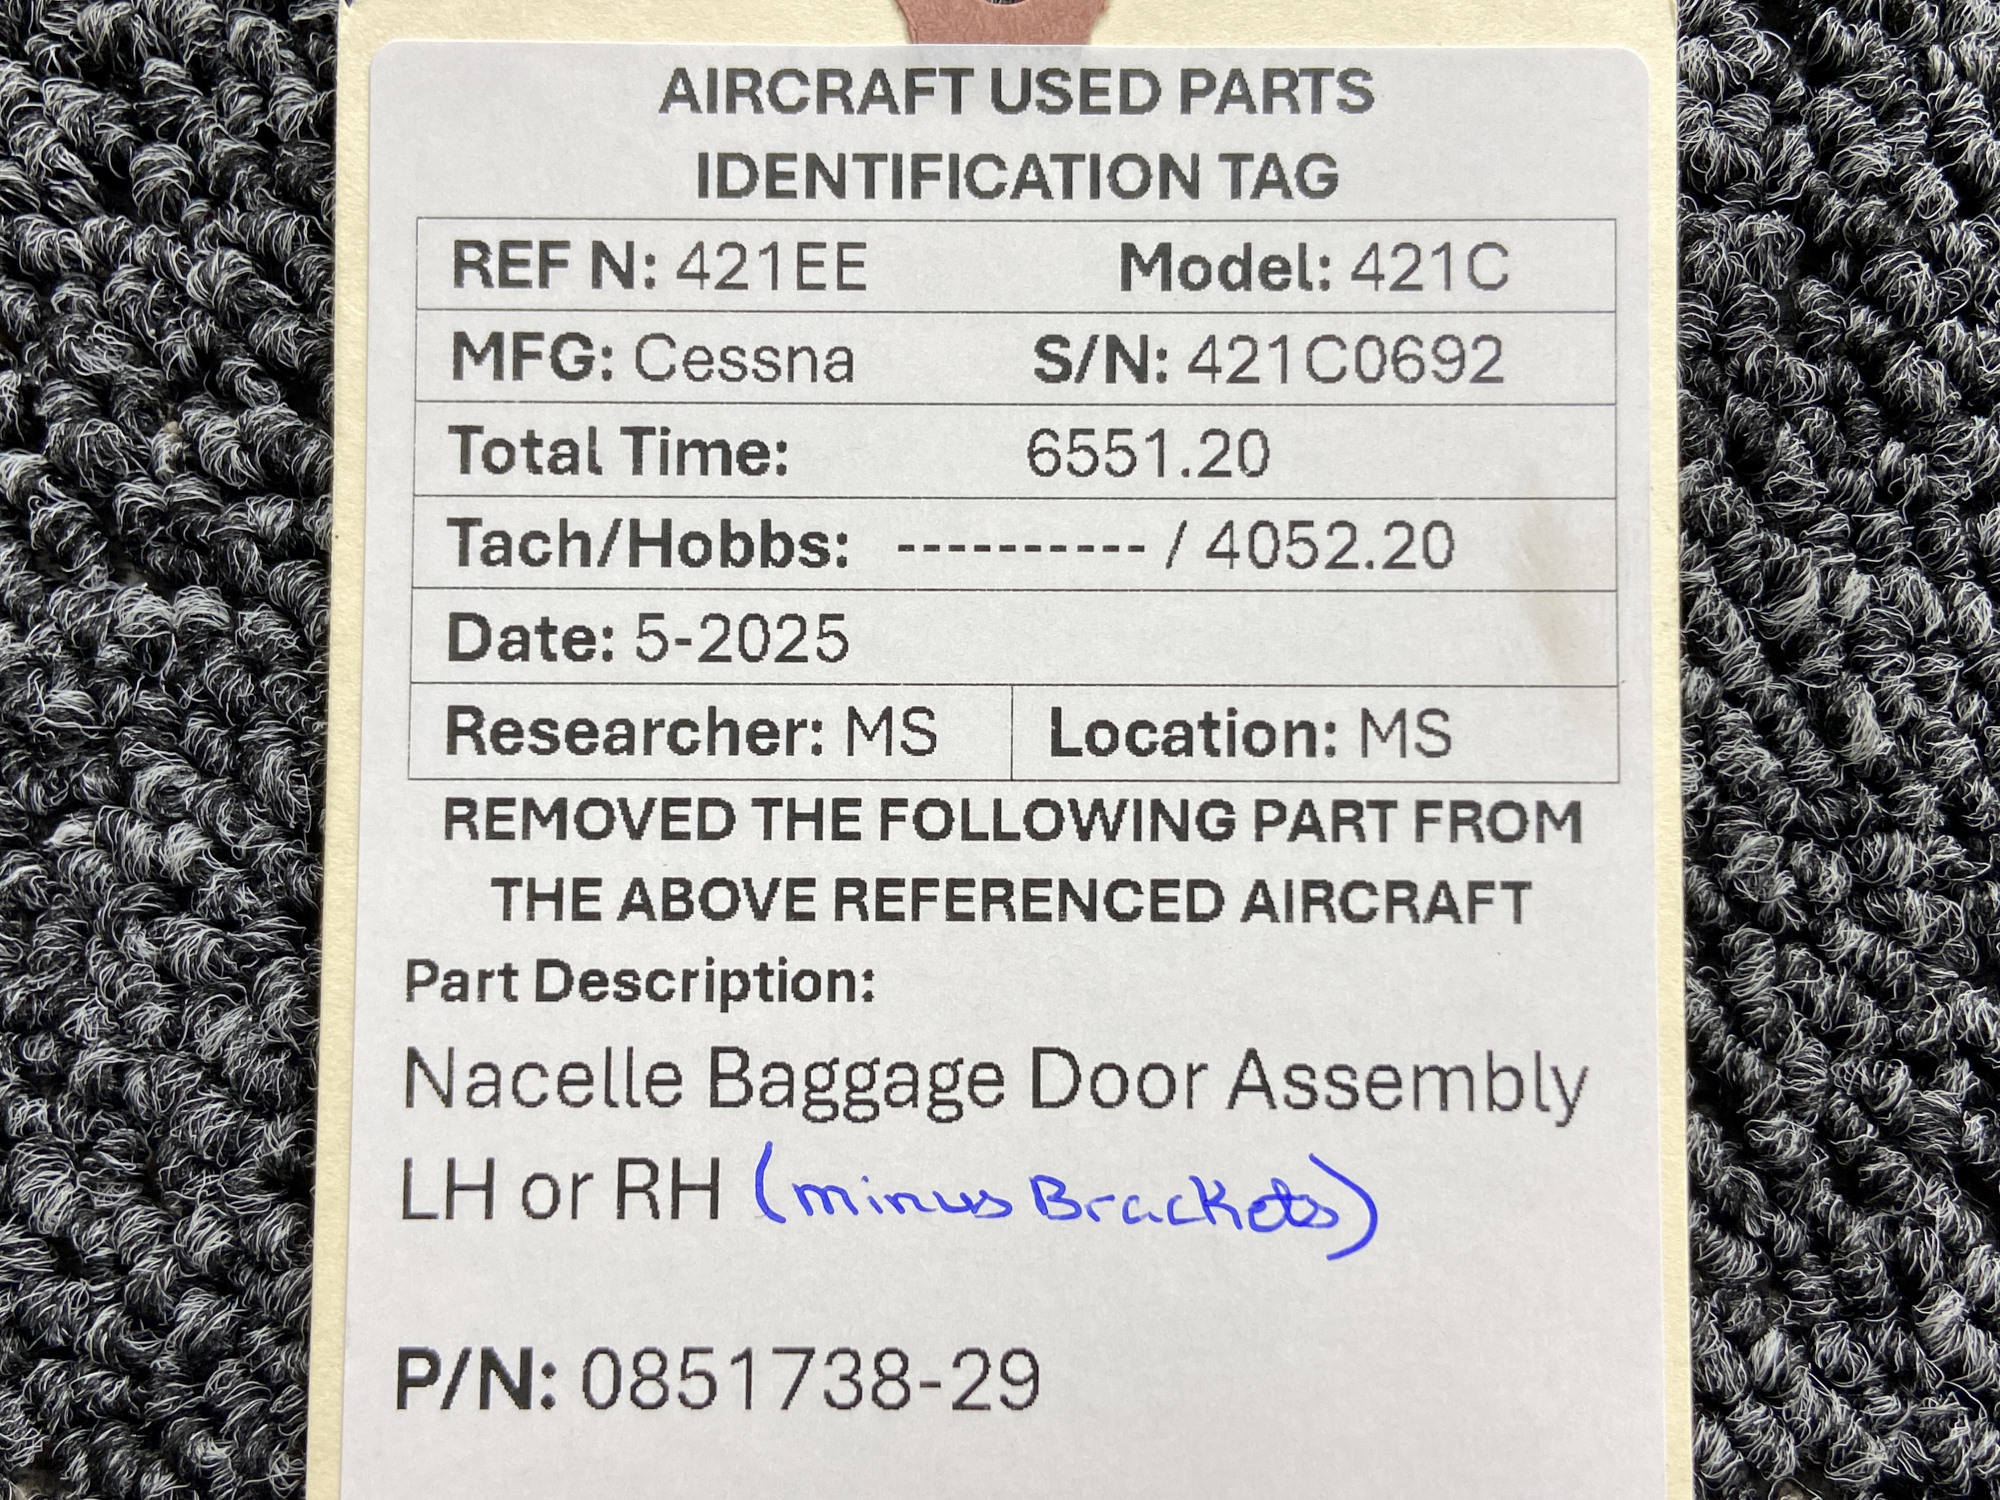 AIRCRAFT USED PARTS
IDENTIFICATION TAG
REF N: 421EE Model: 421C
MFG: Cessna S/N: 421C0692
Total Time: 6551.20
Tach/Hobbs: ---------- / 4052.20
Date: 5-2025
Researcher: MS Location: MS
REMOVED THE FOLLOWING PART FROM
THE ABOVE REFERENCED AIRCRAFT
Part Description:
Nacelle Baggage Door Assembly
LH or RH (minus Brackets)
P/N: 0851738-29